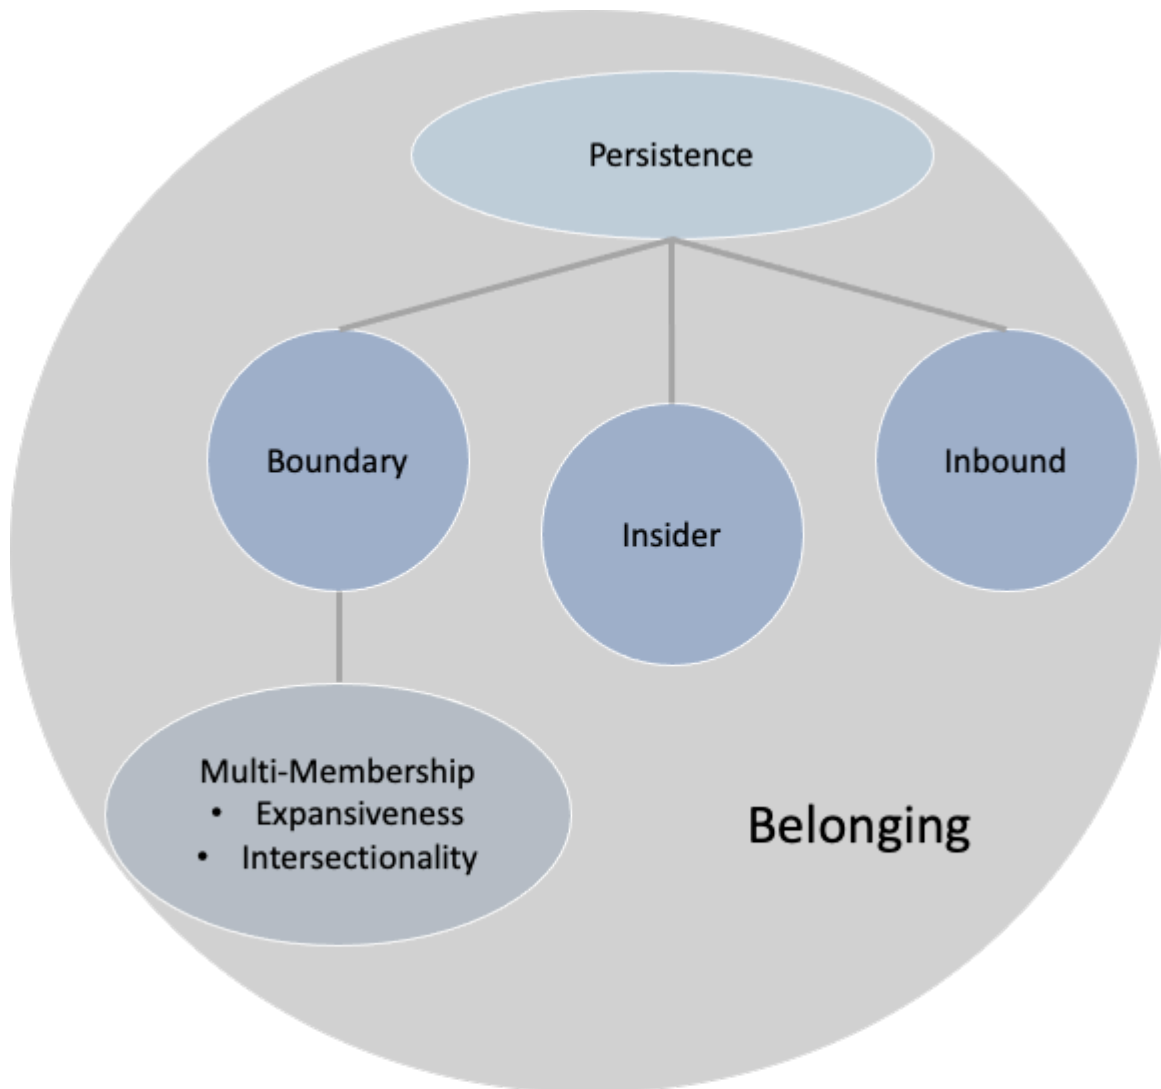 Persistence
Boundary
Insider
Inbound
Multi-Membership
• Expansiveness
• Intersectionality
Belonging